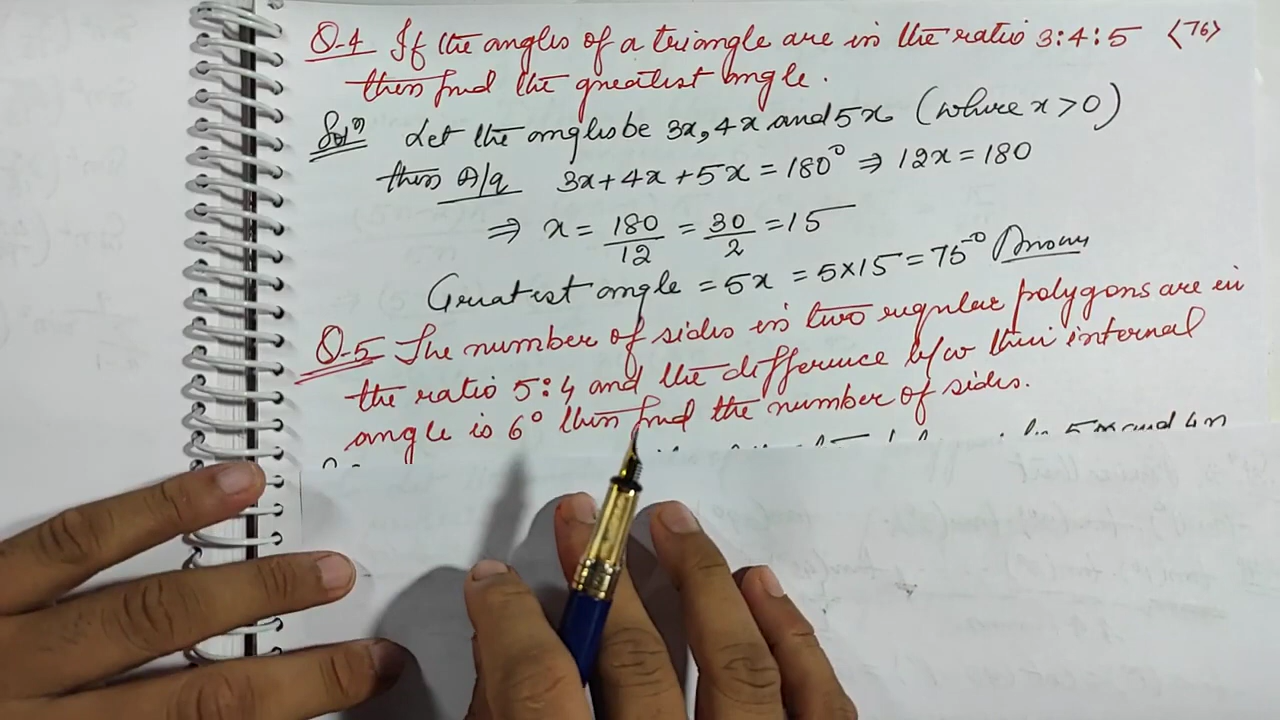 Q-4 If the angles of a triangle are in the ratio 3:4:5 <76>
then find the greatest angle.
Solⁿ Let the angles be 3x, 4x and 5x (where x > 0)
then A/q 3x+4x+5x = 180° ⇒ 12x = 180
⇒ x = 180/12 = 30/2 = 15
Greatest angle = 5x = 5×15 = 75° Answer
Q-5 The number of sides in two regular polygons are in
the ratio 5:4 and the difference b/w their internal
angle is 6° then find the number of sides.